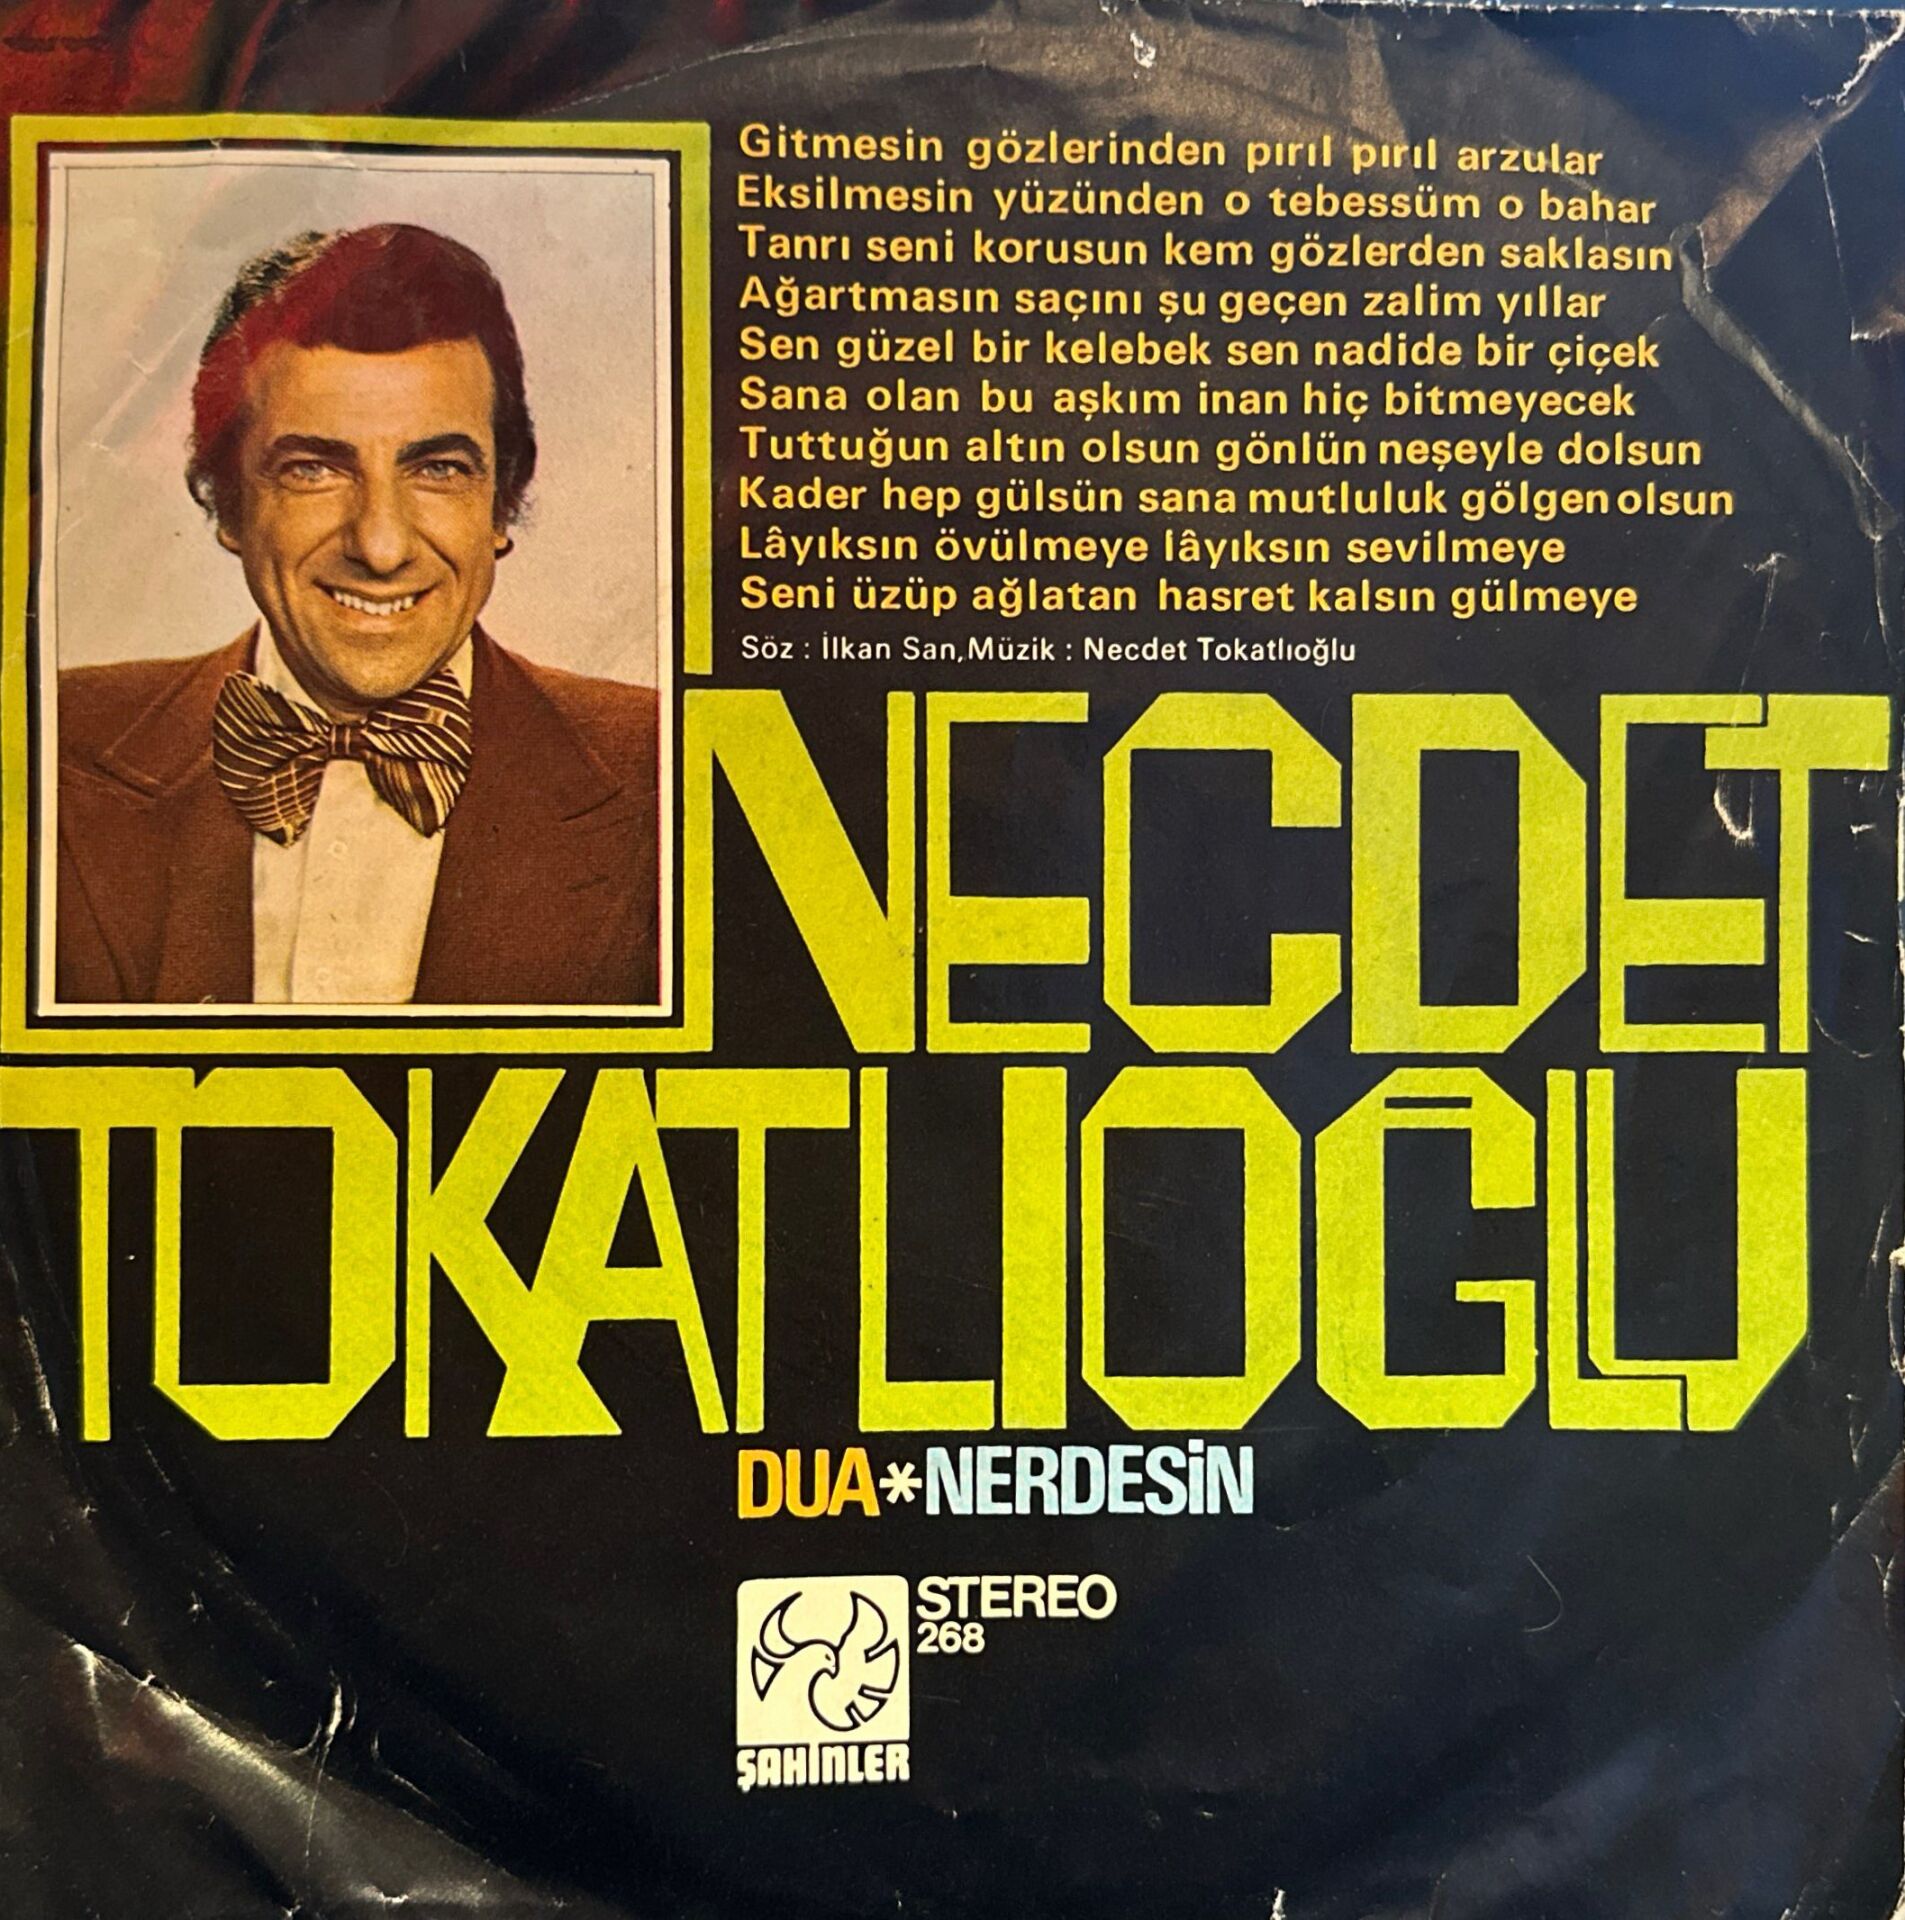 Gitmesin gözlerinden pırıl pırıl arzular
Eksilmesin yüzünden o tebessüm o bahar
Tanrı seni korusun kem gözlerden saklasın
Ağartmasın saçını şu geçen zalim yıllar
Sen güzel bir kelebek sen nadide bir çiçek
Sana olan bu aşkım inan hiç bitmeyecek
Tuttuğun altın olsun gönlün neşeyle dolsun
Kader hep gülsün sana mutluluk gölgen olsun
Lâyıksın övülmeye lâyıksın sevilmeye
Seni üzüp ağlatan hasret kalsın gülmeye
Söz : İlkan San, Müzik : Necdet Tokatlıoğlu
NECDET
TOKATLIOĞLU
DUA*NERDESİN
STEREO
268
ŞAHİNLER